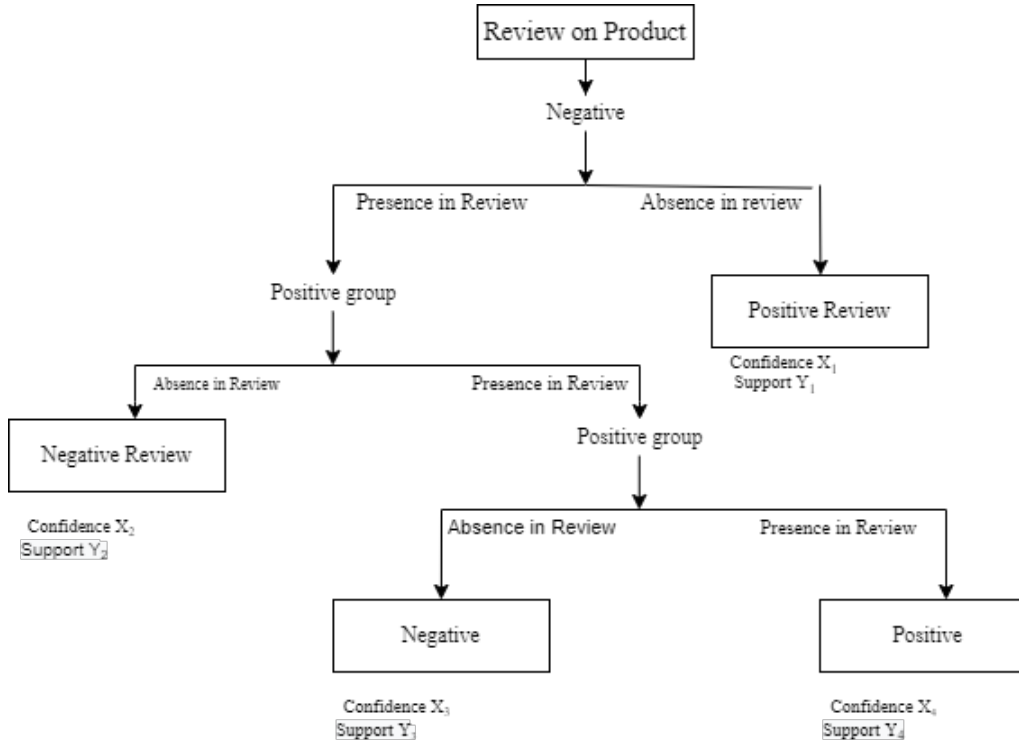 Review on Product
Negative
Presence in Review
Absence in review
Positive group
Positive Review
Confidence X₁
Support Y₁
Absence in Review
Presence in Review
Negative Review
Positive group
Confidence X₂
Support Y₂
Absence in Review
Presence in Review
Negative
Positive
Confidence X₃
Support Y₃
Confidence X₄
Support Y₄